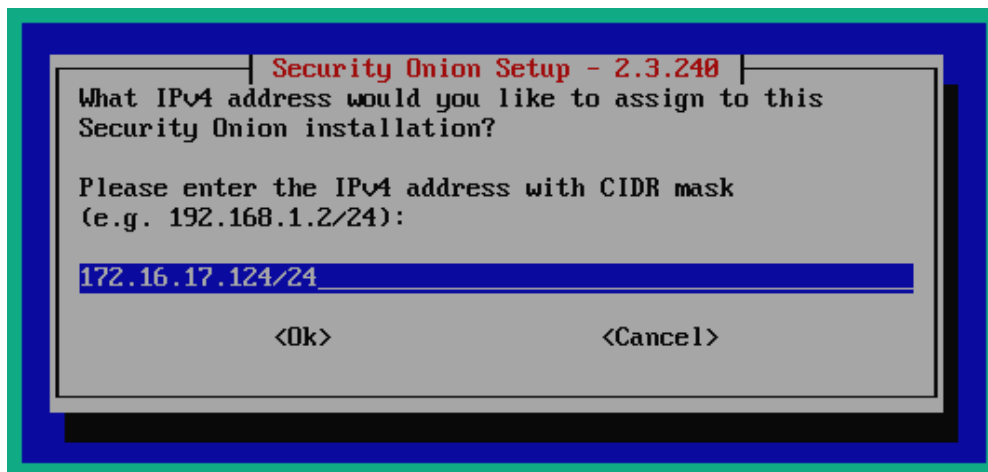 Security Onion Setup - 2.3.240
What IPv4 address would you like to assign to this
Security Onion installation?
Please enter the IPv4 address with CIDR mask
(e.g. 192.168.1.2/24):
172.16.17.124/24
<Ok> <Cancel>